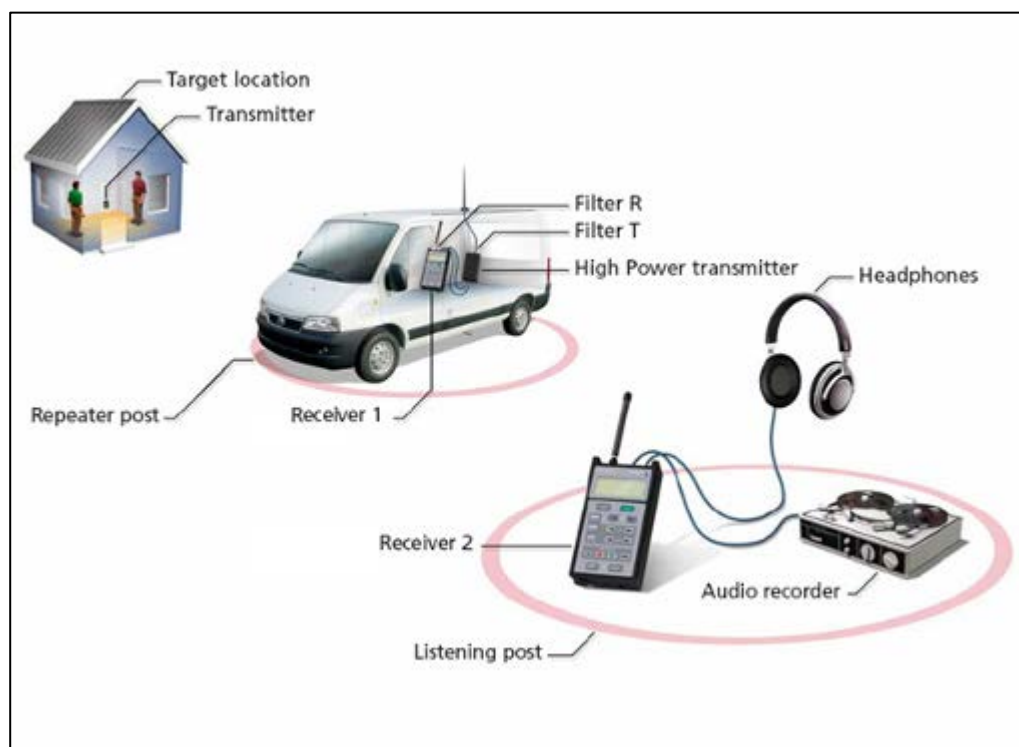 Target location
Transmitter
Filter R
Filter T
High Power transmitter
Headphones
Repeater post
Receiver 1
Receiver 2
Audio recorder
Listening post